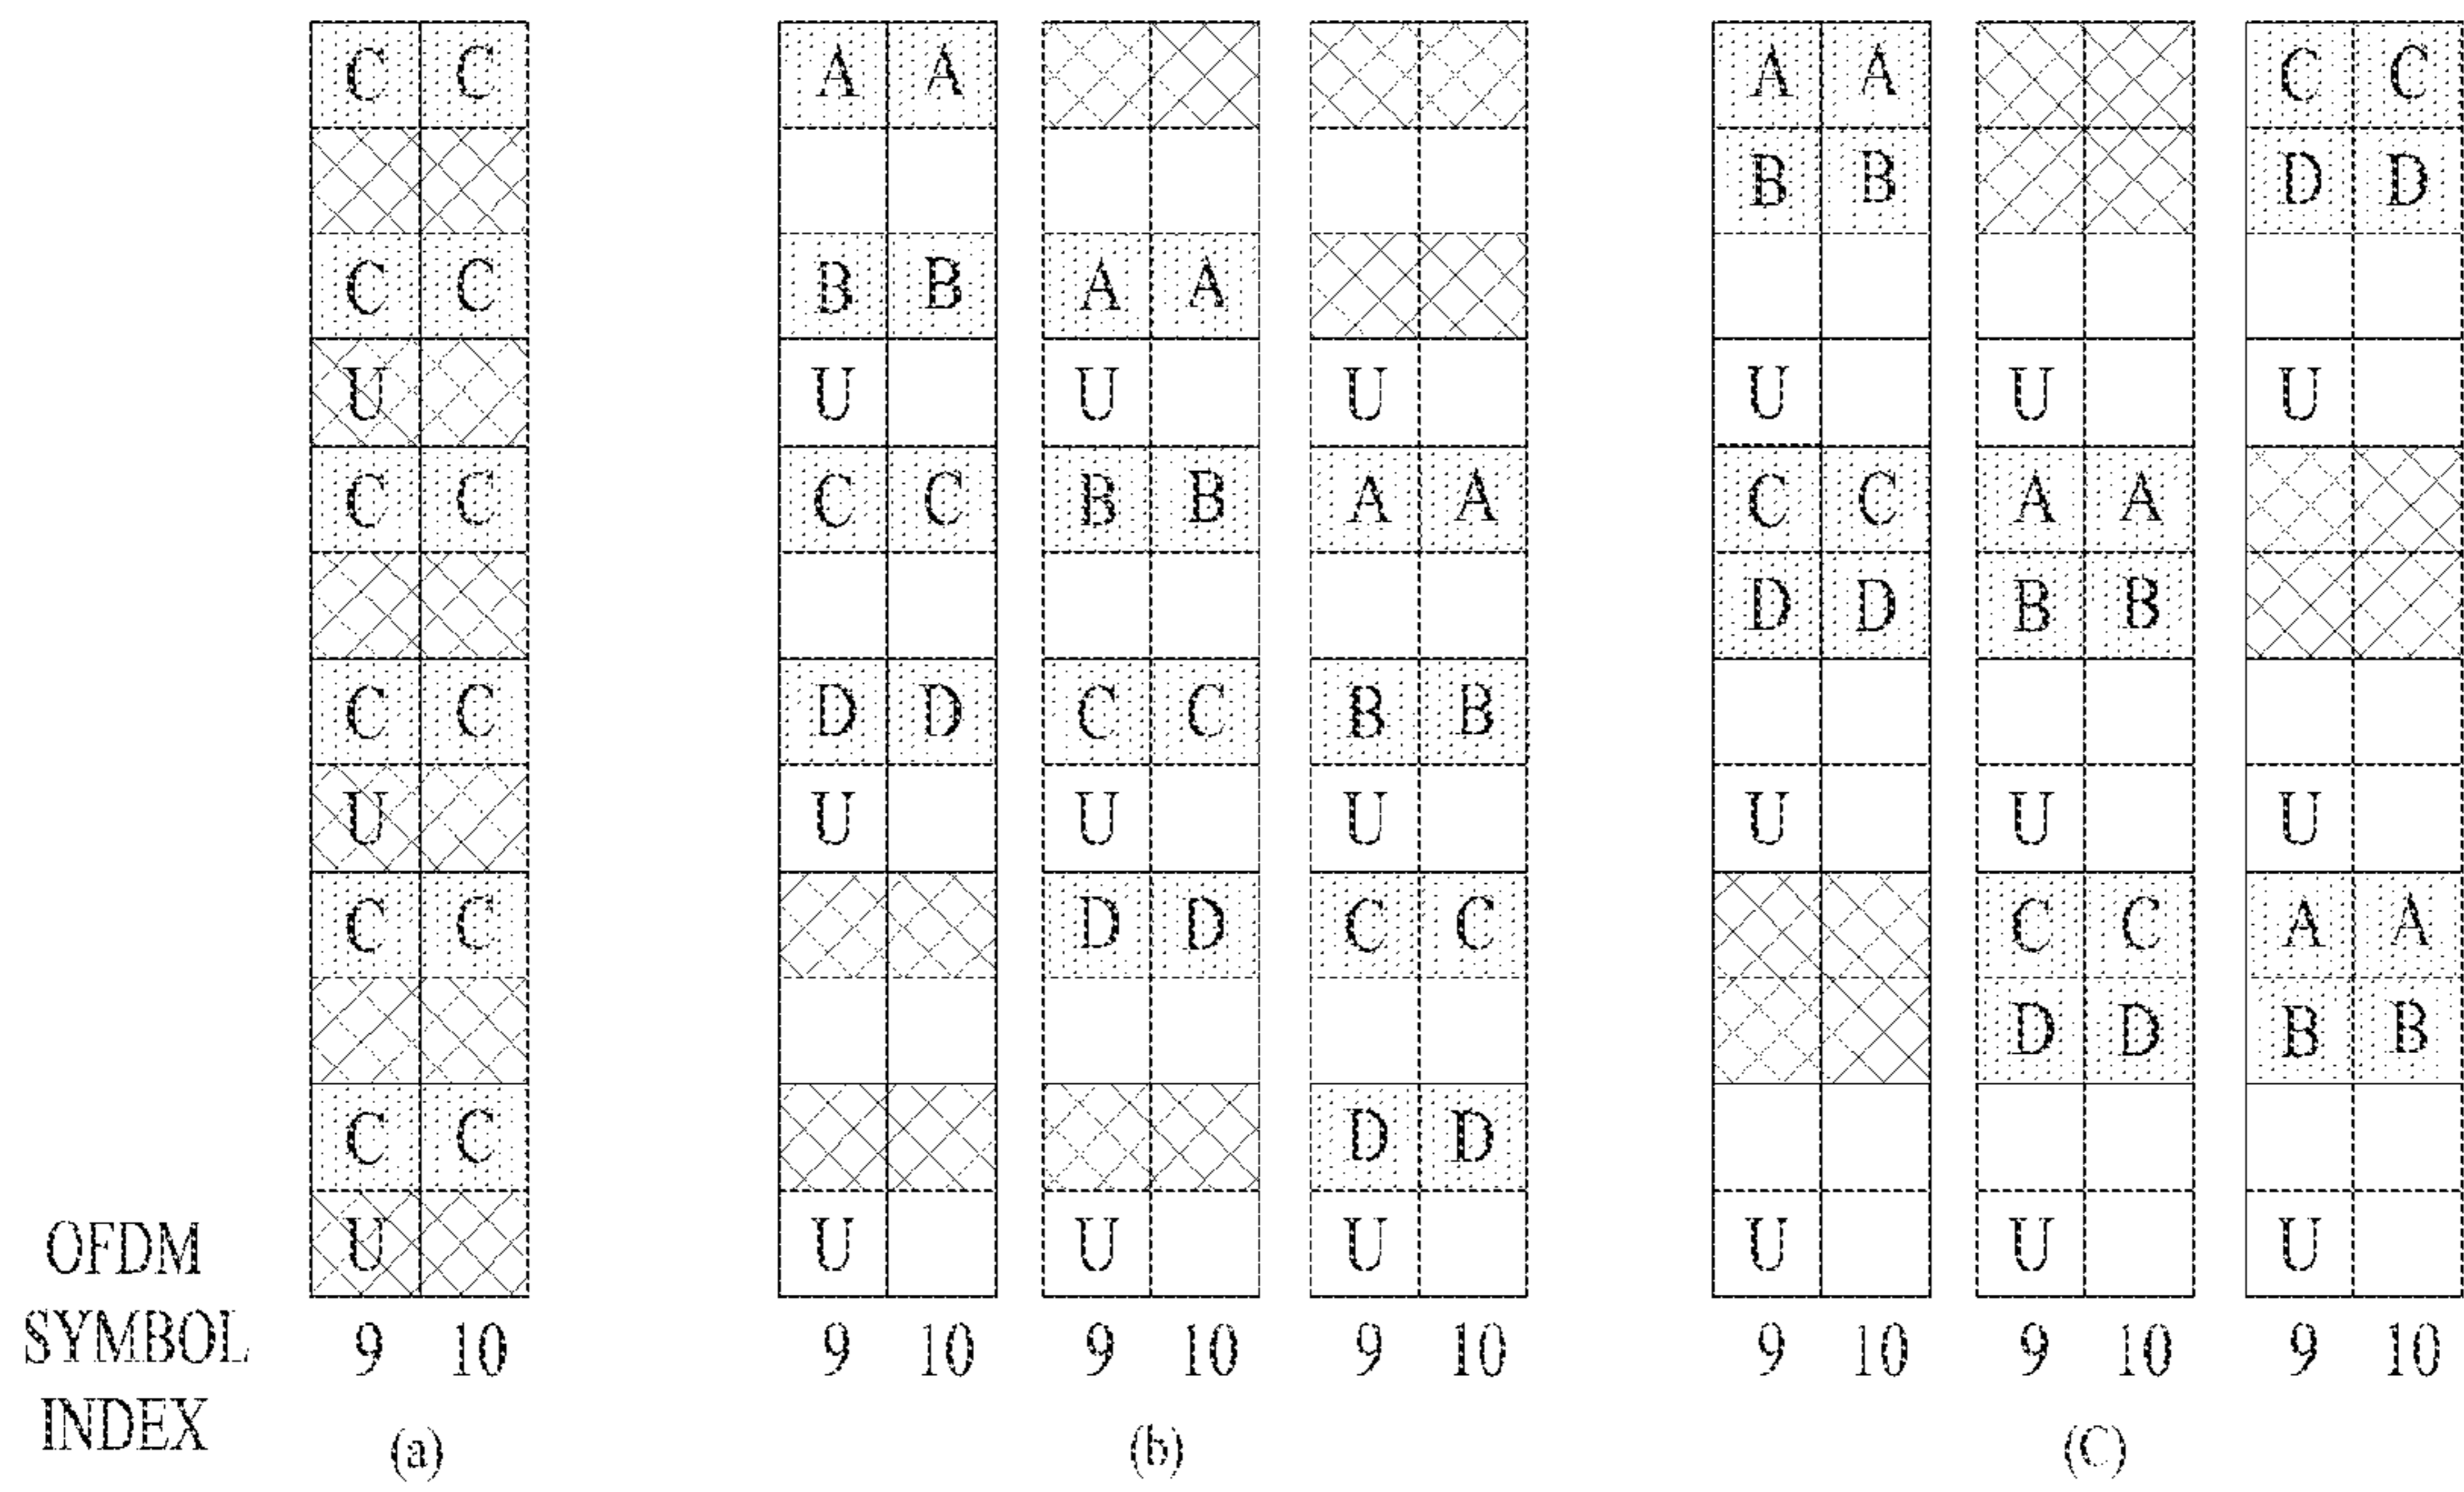 C C A A A A C C
B B D D
C C B B A A
U U U U U U U
C C C C B B A A C C A A
D D B B
C C D D C C B B
U U U U U U U
C C D D C C C C A A
D D B B
C C D D
OFDM U U U U U U U
SYMBOL 9 10 9 10 9 10 9 10 9 10 9 10 9 10
INDEX (a) (b) (C)